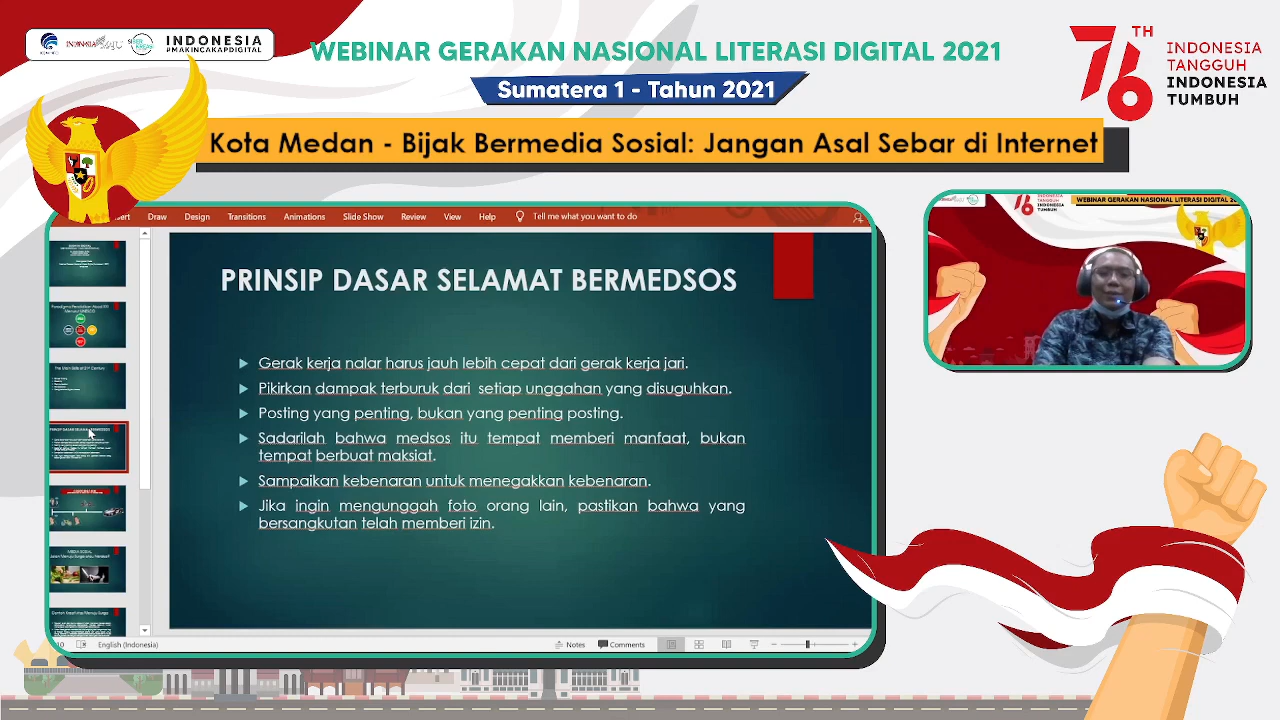 INDONESIA
#MAKINCAKAPDIGITAL
WEBINAR GERAKAN NASIONAL LITERASI DIGITAL 2021
Sumatera 1 - Tahun 2021
76TH
INDONESIA
TANGGUH
INDONESIA
TUMBUH
Kota Medan - Bijak Bermedia Sosial: Jangan Asal Sebar di Internet
Draw Design Transitions Animations Slide Show Review View Help Tell me what you want to do
PRINSIP DASAR SELAMAT BERMEDSOS
Gerak kerja nalar harus jauh lebih cepat dari gerak kerja jari.
Pikirkan dampak terburuk dari setiap unggahan yang disuguhkan.
Posting yang penting, bukan yang penting posting.
Sadarilah bahwa medsos itu tempat memberi manfaat, bukan
tempat berbuat maksiat.
Sampaikan kebenaran untuk menegakkan kebenaran.
Jika ingin mengunggah foto orang lain, pastikan bahwa yang
bersangkutan telah memberi izin.
English (Indonesia)
Notes Comments
76TH
INDONESIA
TANGGUH
INDONESIA
TUMBUH
WEBINAR GERAKAN NASIONAL LITERASI DIGITAL